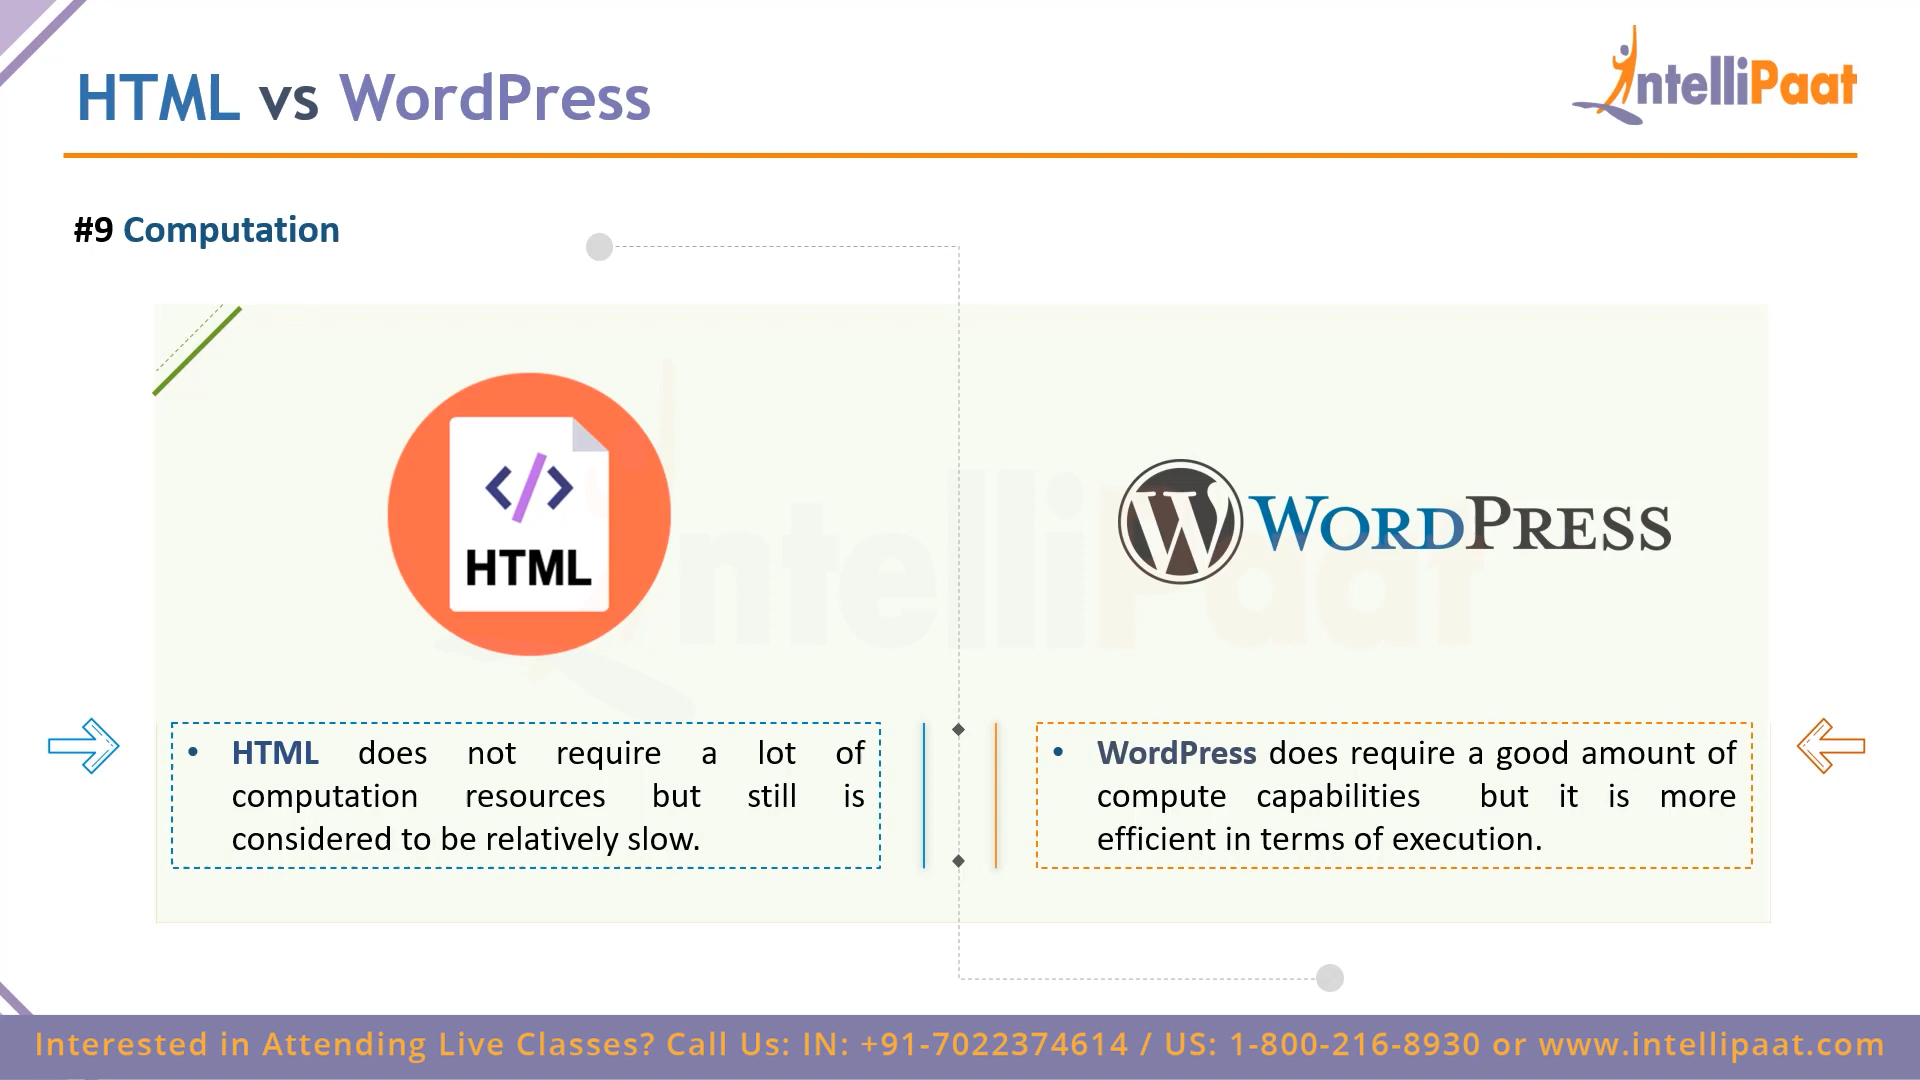 HTML vs WordPress
IntelliPaat
#9 Computation
</>
HTML
WORDPRESS
IntelliPaat
• HTML does not require a lot of
computation resources but still is
considered to be relatively slow.
• WordPress does require a good amount of
compute capabilities but it is more
efficient in terms of execution.
Interested in Attending Live Classes? Call Us: IN: +91-7022374614 / US: 1-800-216-8930 or www.intellipaat.com